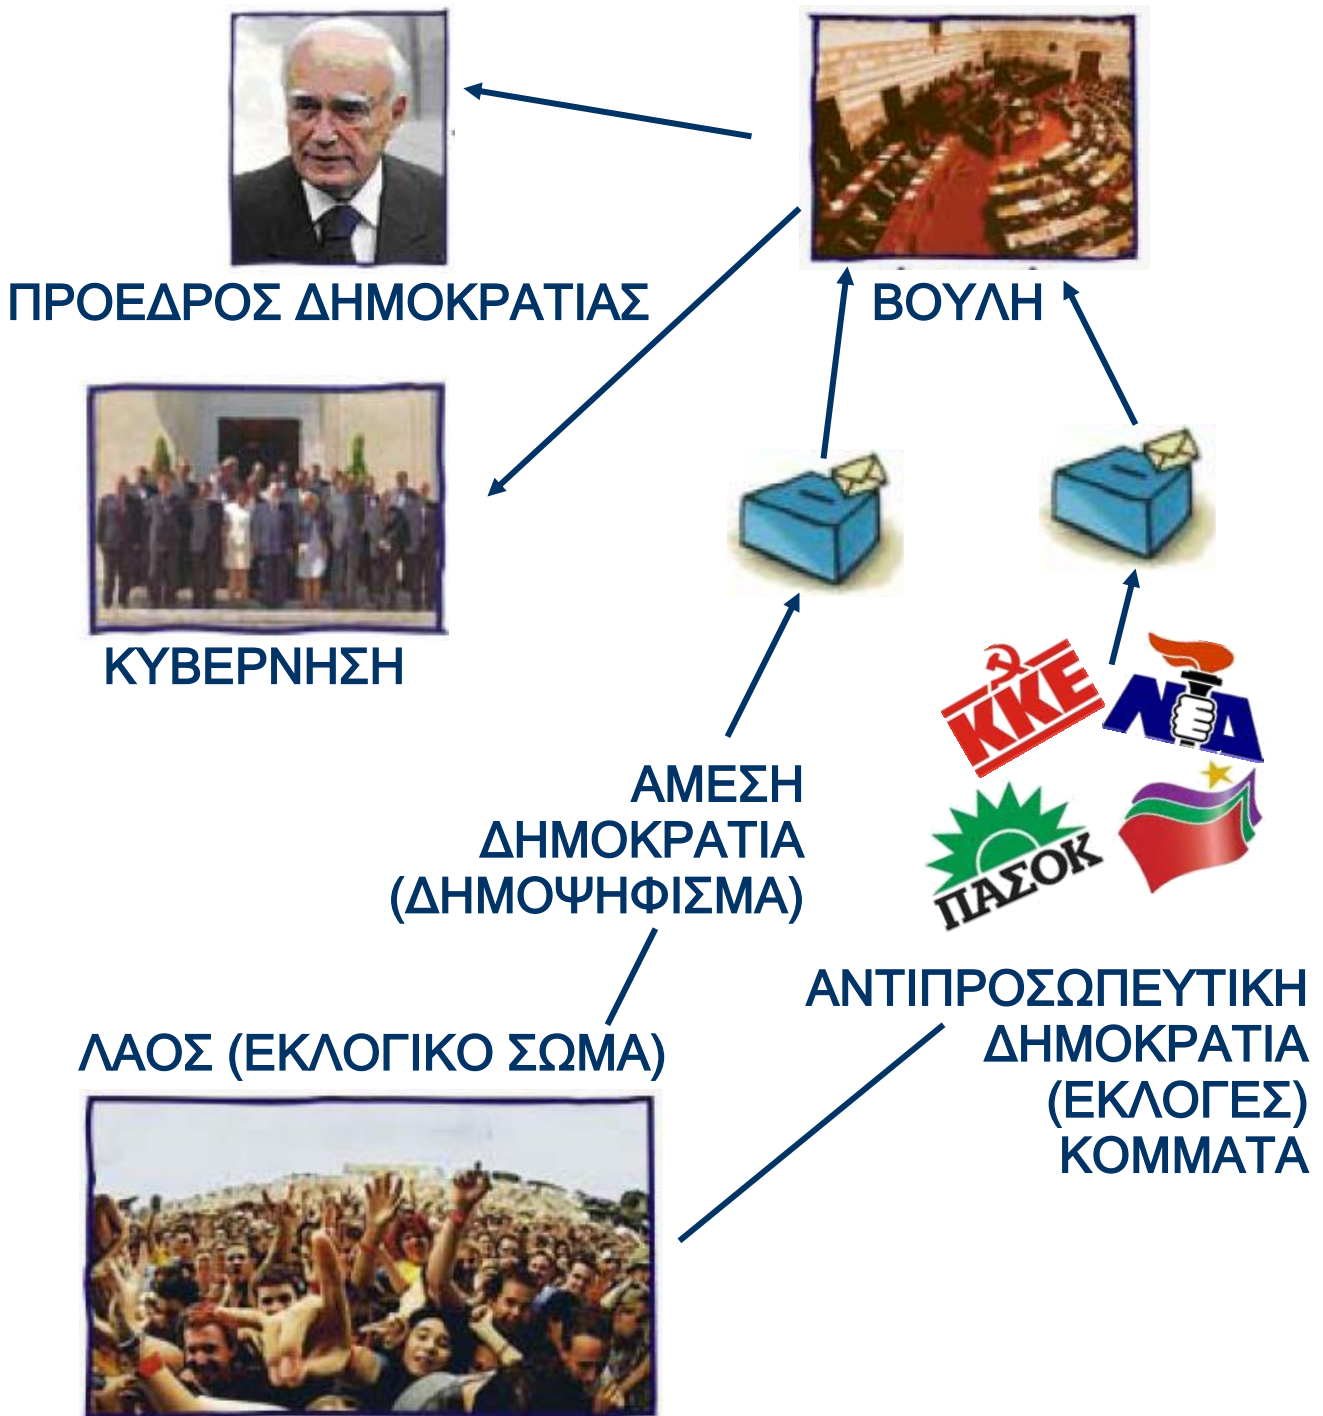 ΠΡΟΕΔΡΟΣ ΔΗΜΟΚΡΑΤΙΑΣ
ΒΟΥΛΗ
ΚΥΒΕΡΝΗΣΗ
ΚΚΕ
ΝΔ
ΠΑΣΟΚ
ΑΜΕΣΗ
ΔΗΜΟΚΡΑΤΙΑ
(ΔΗΜΟΨΗΦΙΣΜΑ)
ΑΝΤΙΠΡΟΣΩΠΕΥΤΙΚΗ
ΔΗΜΟΚΡΑΤΙΑ
(ΕΚΛΟΓΕΣ)
ΚΟΜΜΑΤΑ
ΛΑΟΣ (ΕΚΛΟΓΙΚΟ ΣΩΜΑ)